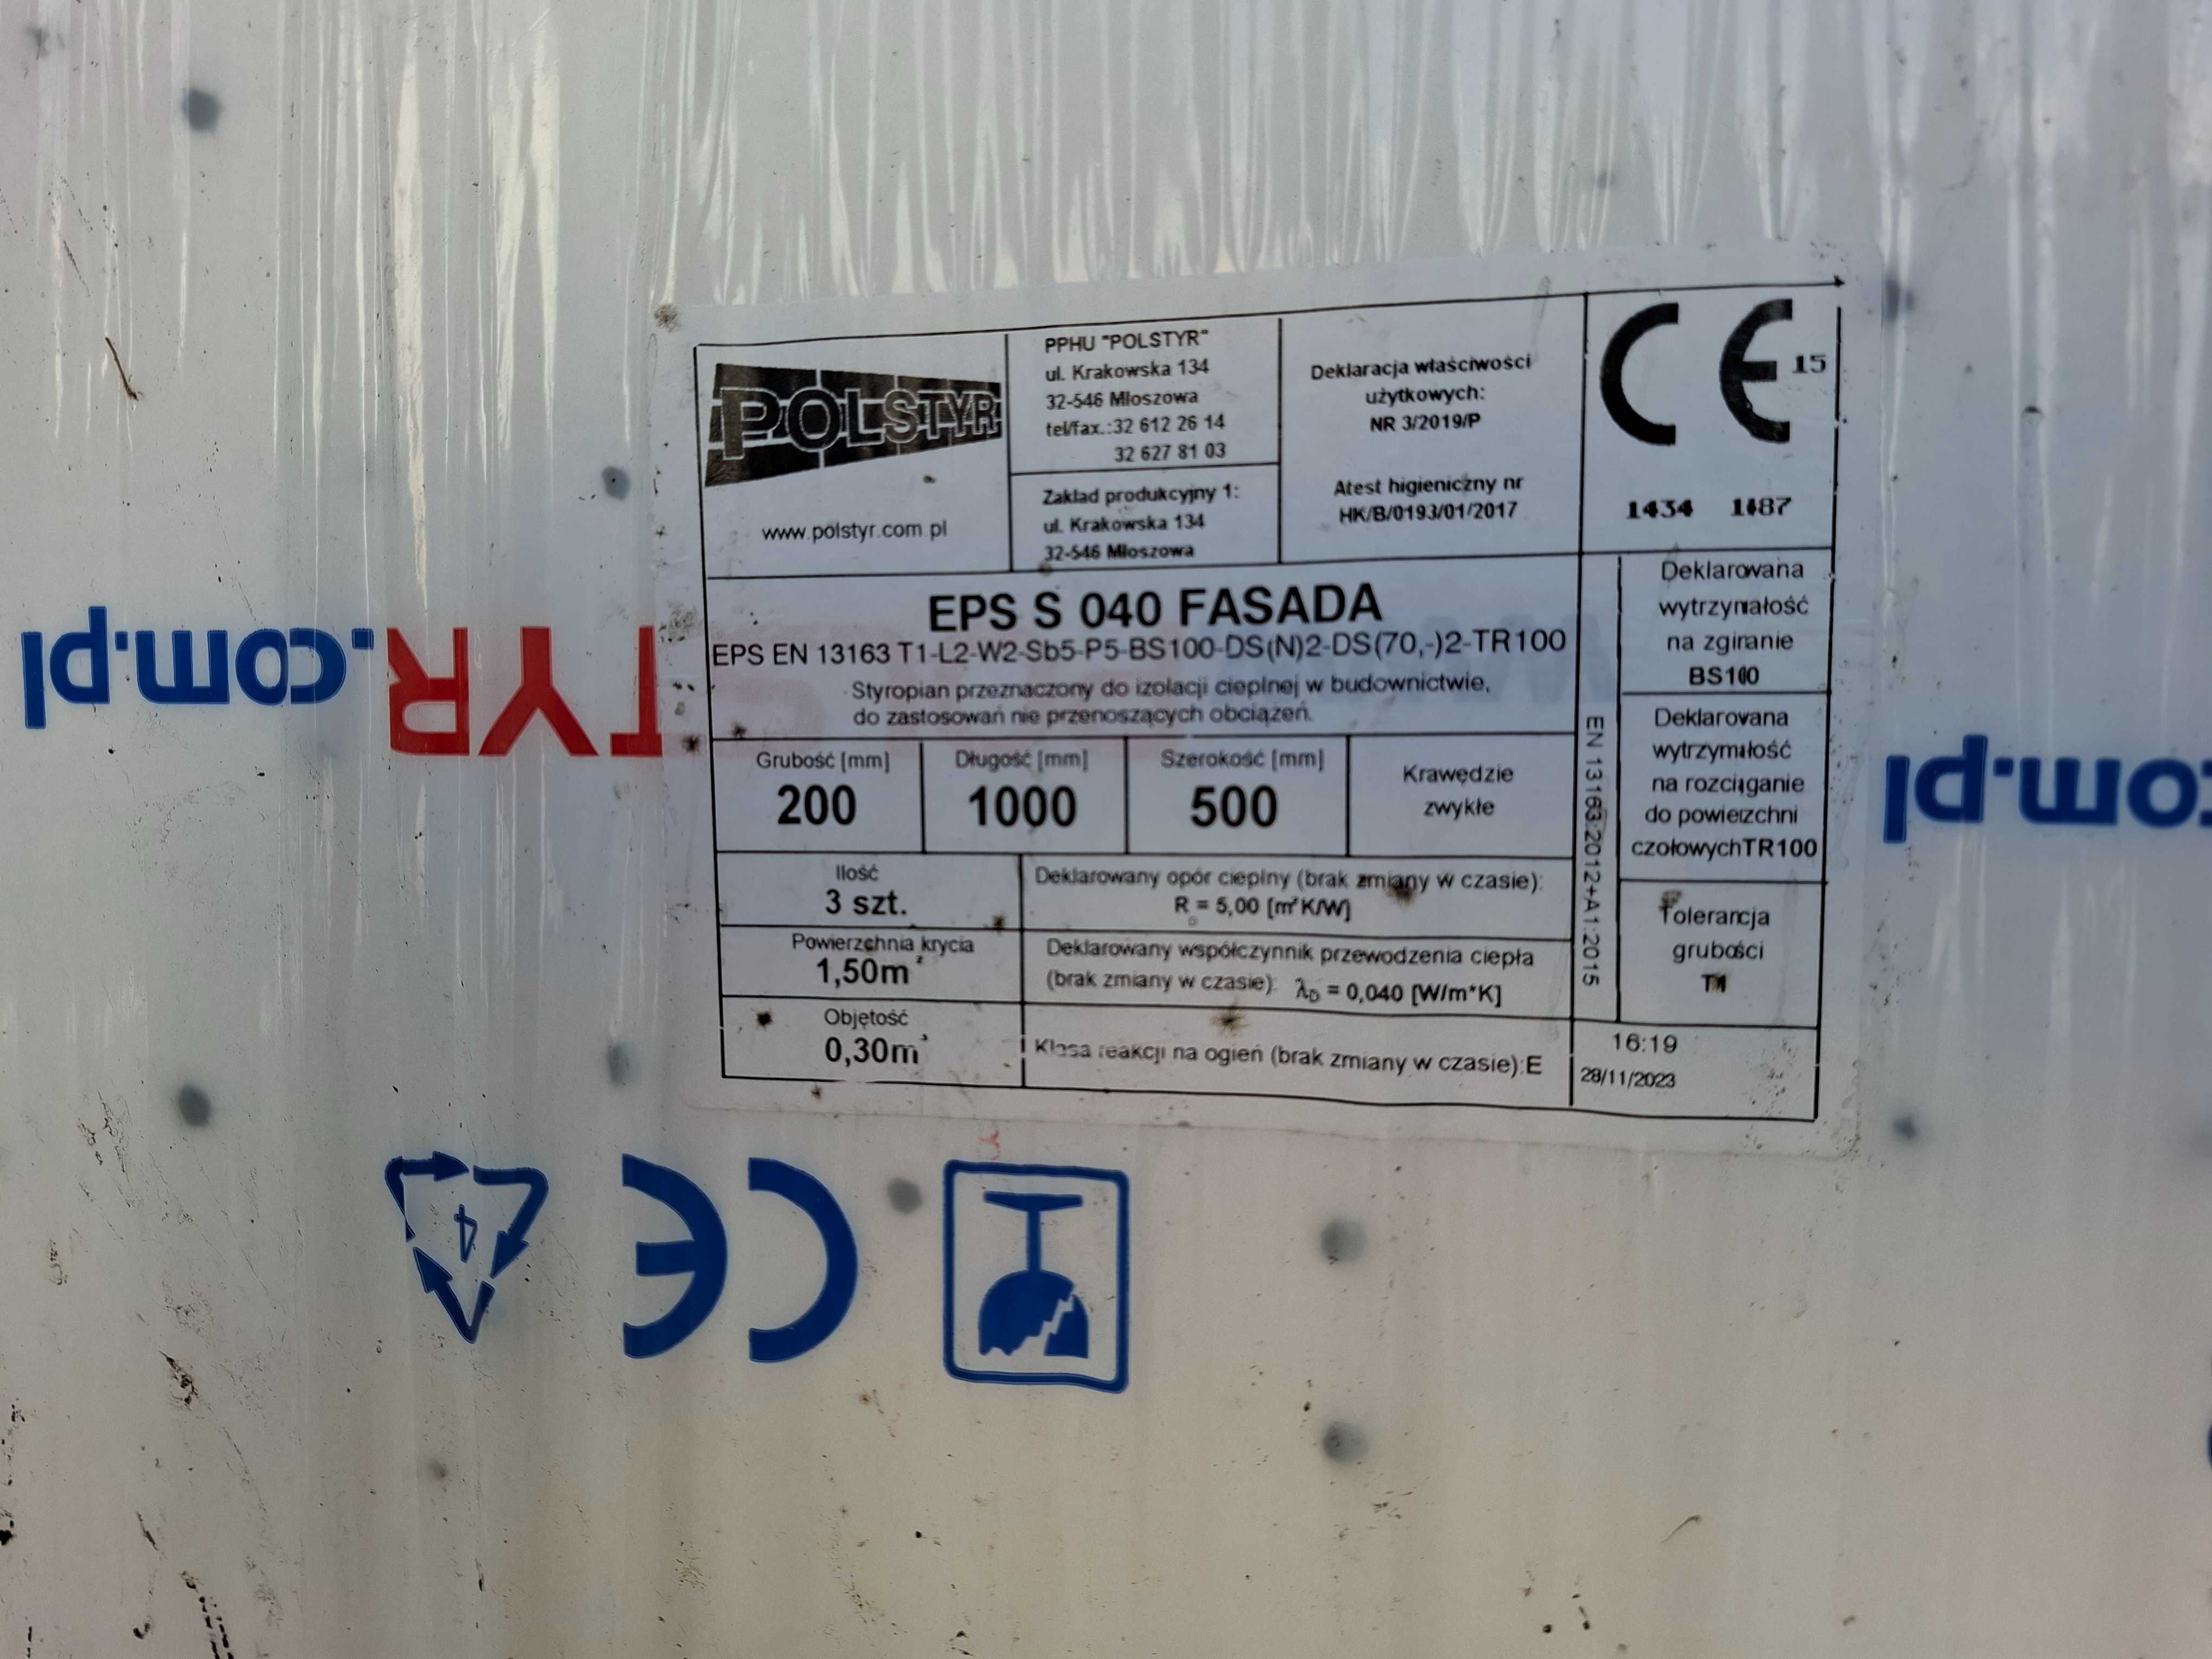 POLSTYR
www.polstyr.com.pl
PPHU "POLSTYR"
ul. Krakowska 134
32-546 Młoszowa
tel/fax.:32 612 26 14
32 627 81 03
Zakład produkcyjny 1:
ul. Krakowska 134
32-546 Młoszowa
Deklaracja właściwości
użytkowych:
NR 3/2019/P
Atest higieniczny nr
HK/B/0193/01/2017
CE 15
1434 1487
EPS S 040 FASADA
EPS EN 13163 T1-L2-W2-Sb5-P5-BS100-DS(N)2-DS(70,-)2-TR100
Styropian przeznaczony do izolacji cieplnej w budownictwie,
do zastosowań nie przenoszących obciążeń.
Grubość [mm]
200
Długość [mm]
1000
Szerokość [mm]
500
Krawędzie
zwykłe
Ilość
3 szt.
Powierzchnia krycia
1,50m²
Objętość
0,30m³
Deklarowany opór cieplny (brak zmiany w czasie):
R = 5,00 [m²K/W]
D
Deklarowany współczynnik przewodzenia ciepła
(brak zmiany w czasie): λD = 0,040 [W/m*K]
Klasa reakcji na ogień (brak zmiany w czasie):E
EN 13163:2012+A1:2015
Deklarowana
wytrzymałość
na zginanie
BS100
Deklarowana
wytrzymałość
na rozciąganie
do powierzchni
czołowychTR100
Tolerancja
grubości
T1
16:19
28/11/2023
TYR.com.pl
om.pl
CE
4